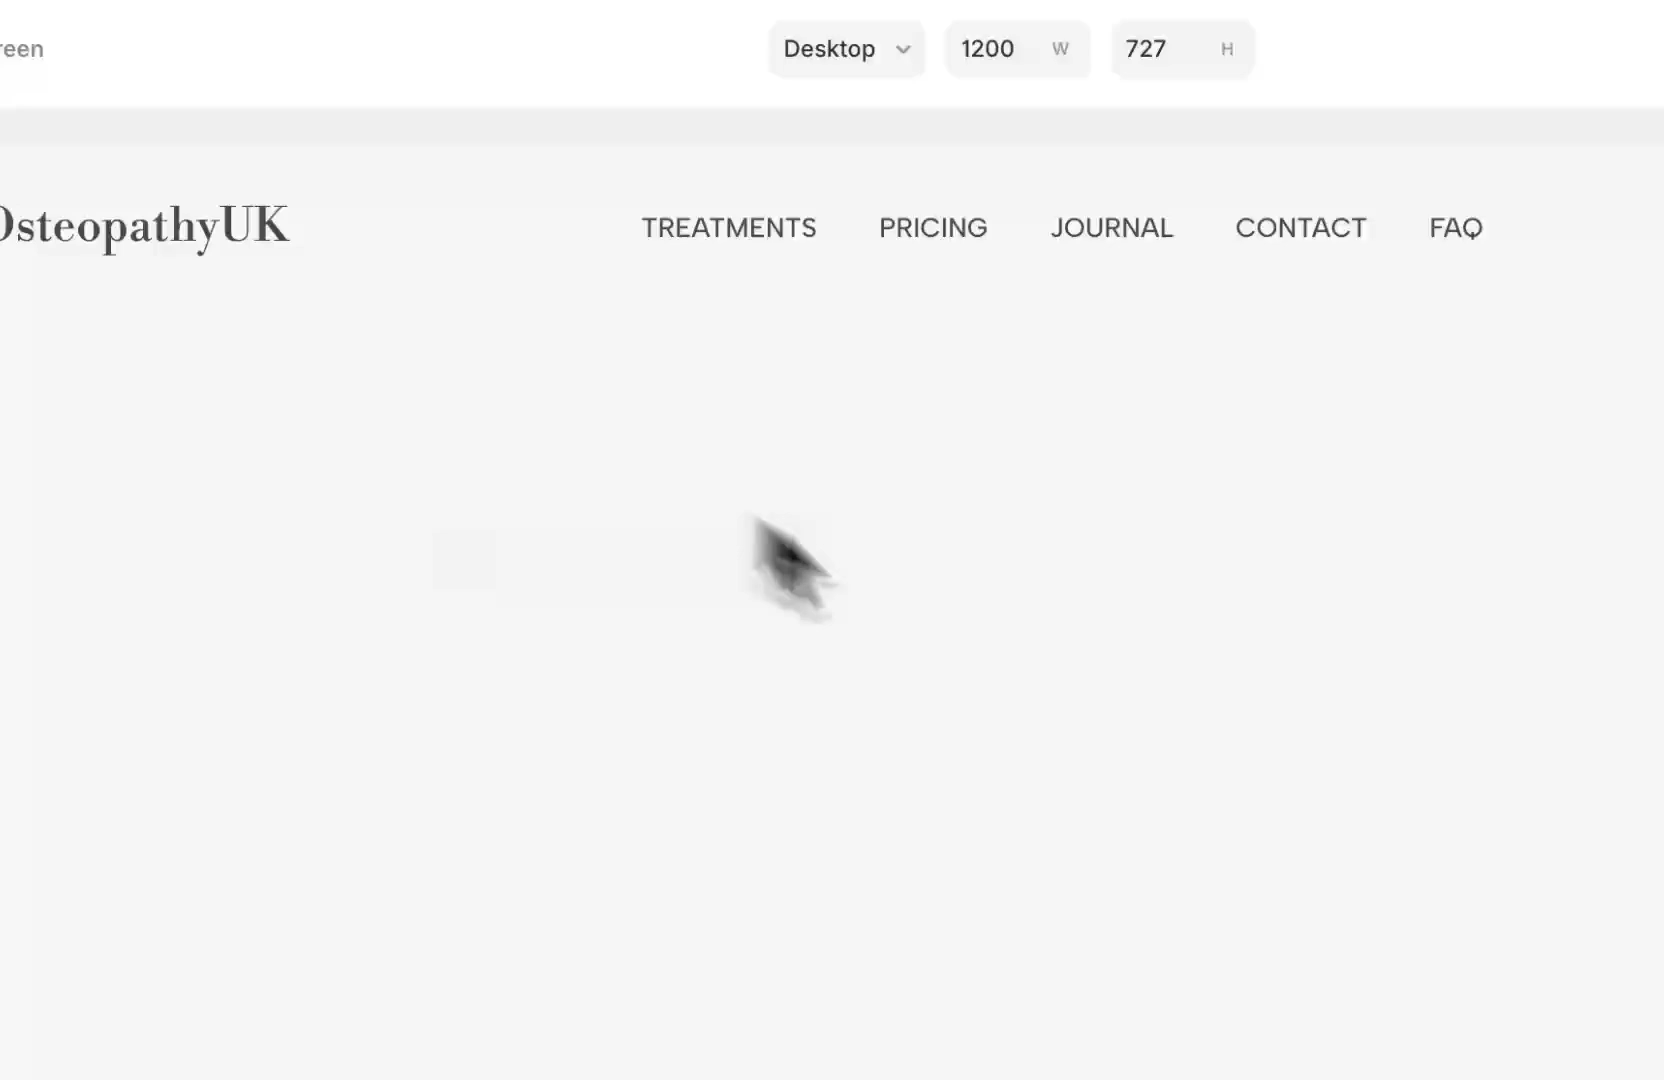 reen
Desktop 1200 W 727 H
OsteopathyUK
TREATMENTS PRICING JOURNAL CONTACT FAQ